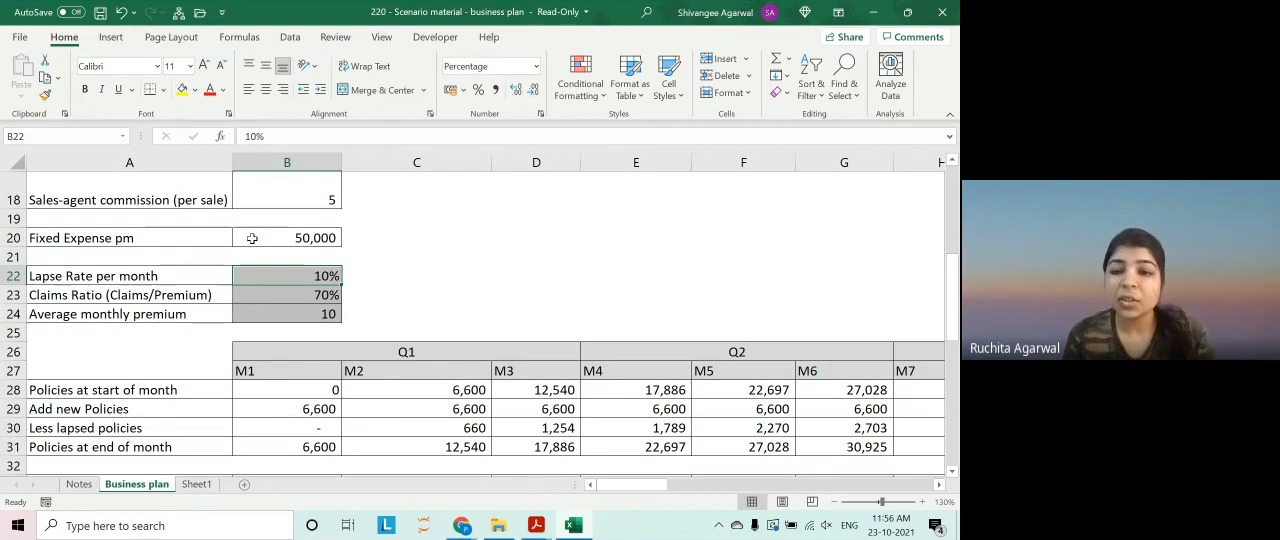 AutoSave Off 220 - Scenario material - business plan - Read-Only Shivangee Agarwal SA
File Home Insert Page Layout Formulas Data Review View Developer Help Share Comments
Paste Calibri 11 Wrap Text Percentage Conditional Formatting Format as Table Cell Styles Insert Sort & Filter Find & Select Analyze Data
B I U Merge & Center Delete Format
Clipboard Font Alignment Number Styles Cells Editing Analysis
B22 fx 10%
A B C D E F G H
18 Sales-agent commission (per sale) 5
19
20 Fixed Expense pm 50,000
21
22 Lapse Rate per month 10%
23 Claims Ratio (Claims/Premium) 70%
24 Average monthly premium 10
25
26 Q1 Q2
27 M1 M2 M3 M4 M5 M6 M7
28 Policies at start of month 0 6,600 12,540 17,886 22,697 27,028
29 Add new Policies 6,600 6,600 6,600 6,600 6,600 6,600
30 Less lapsed policies - 660 1,254 1,789 2,270 2,703
31 Policies at end of month 6,600 12,540 17,886 22,697 27,028 30,925
32
Notes Business plan Sheet1
Ready 130%
Type here to search L ENG 11:56 AM 23-10-2021 4
Ruchita Agarwal